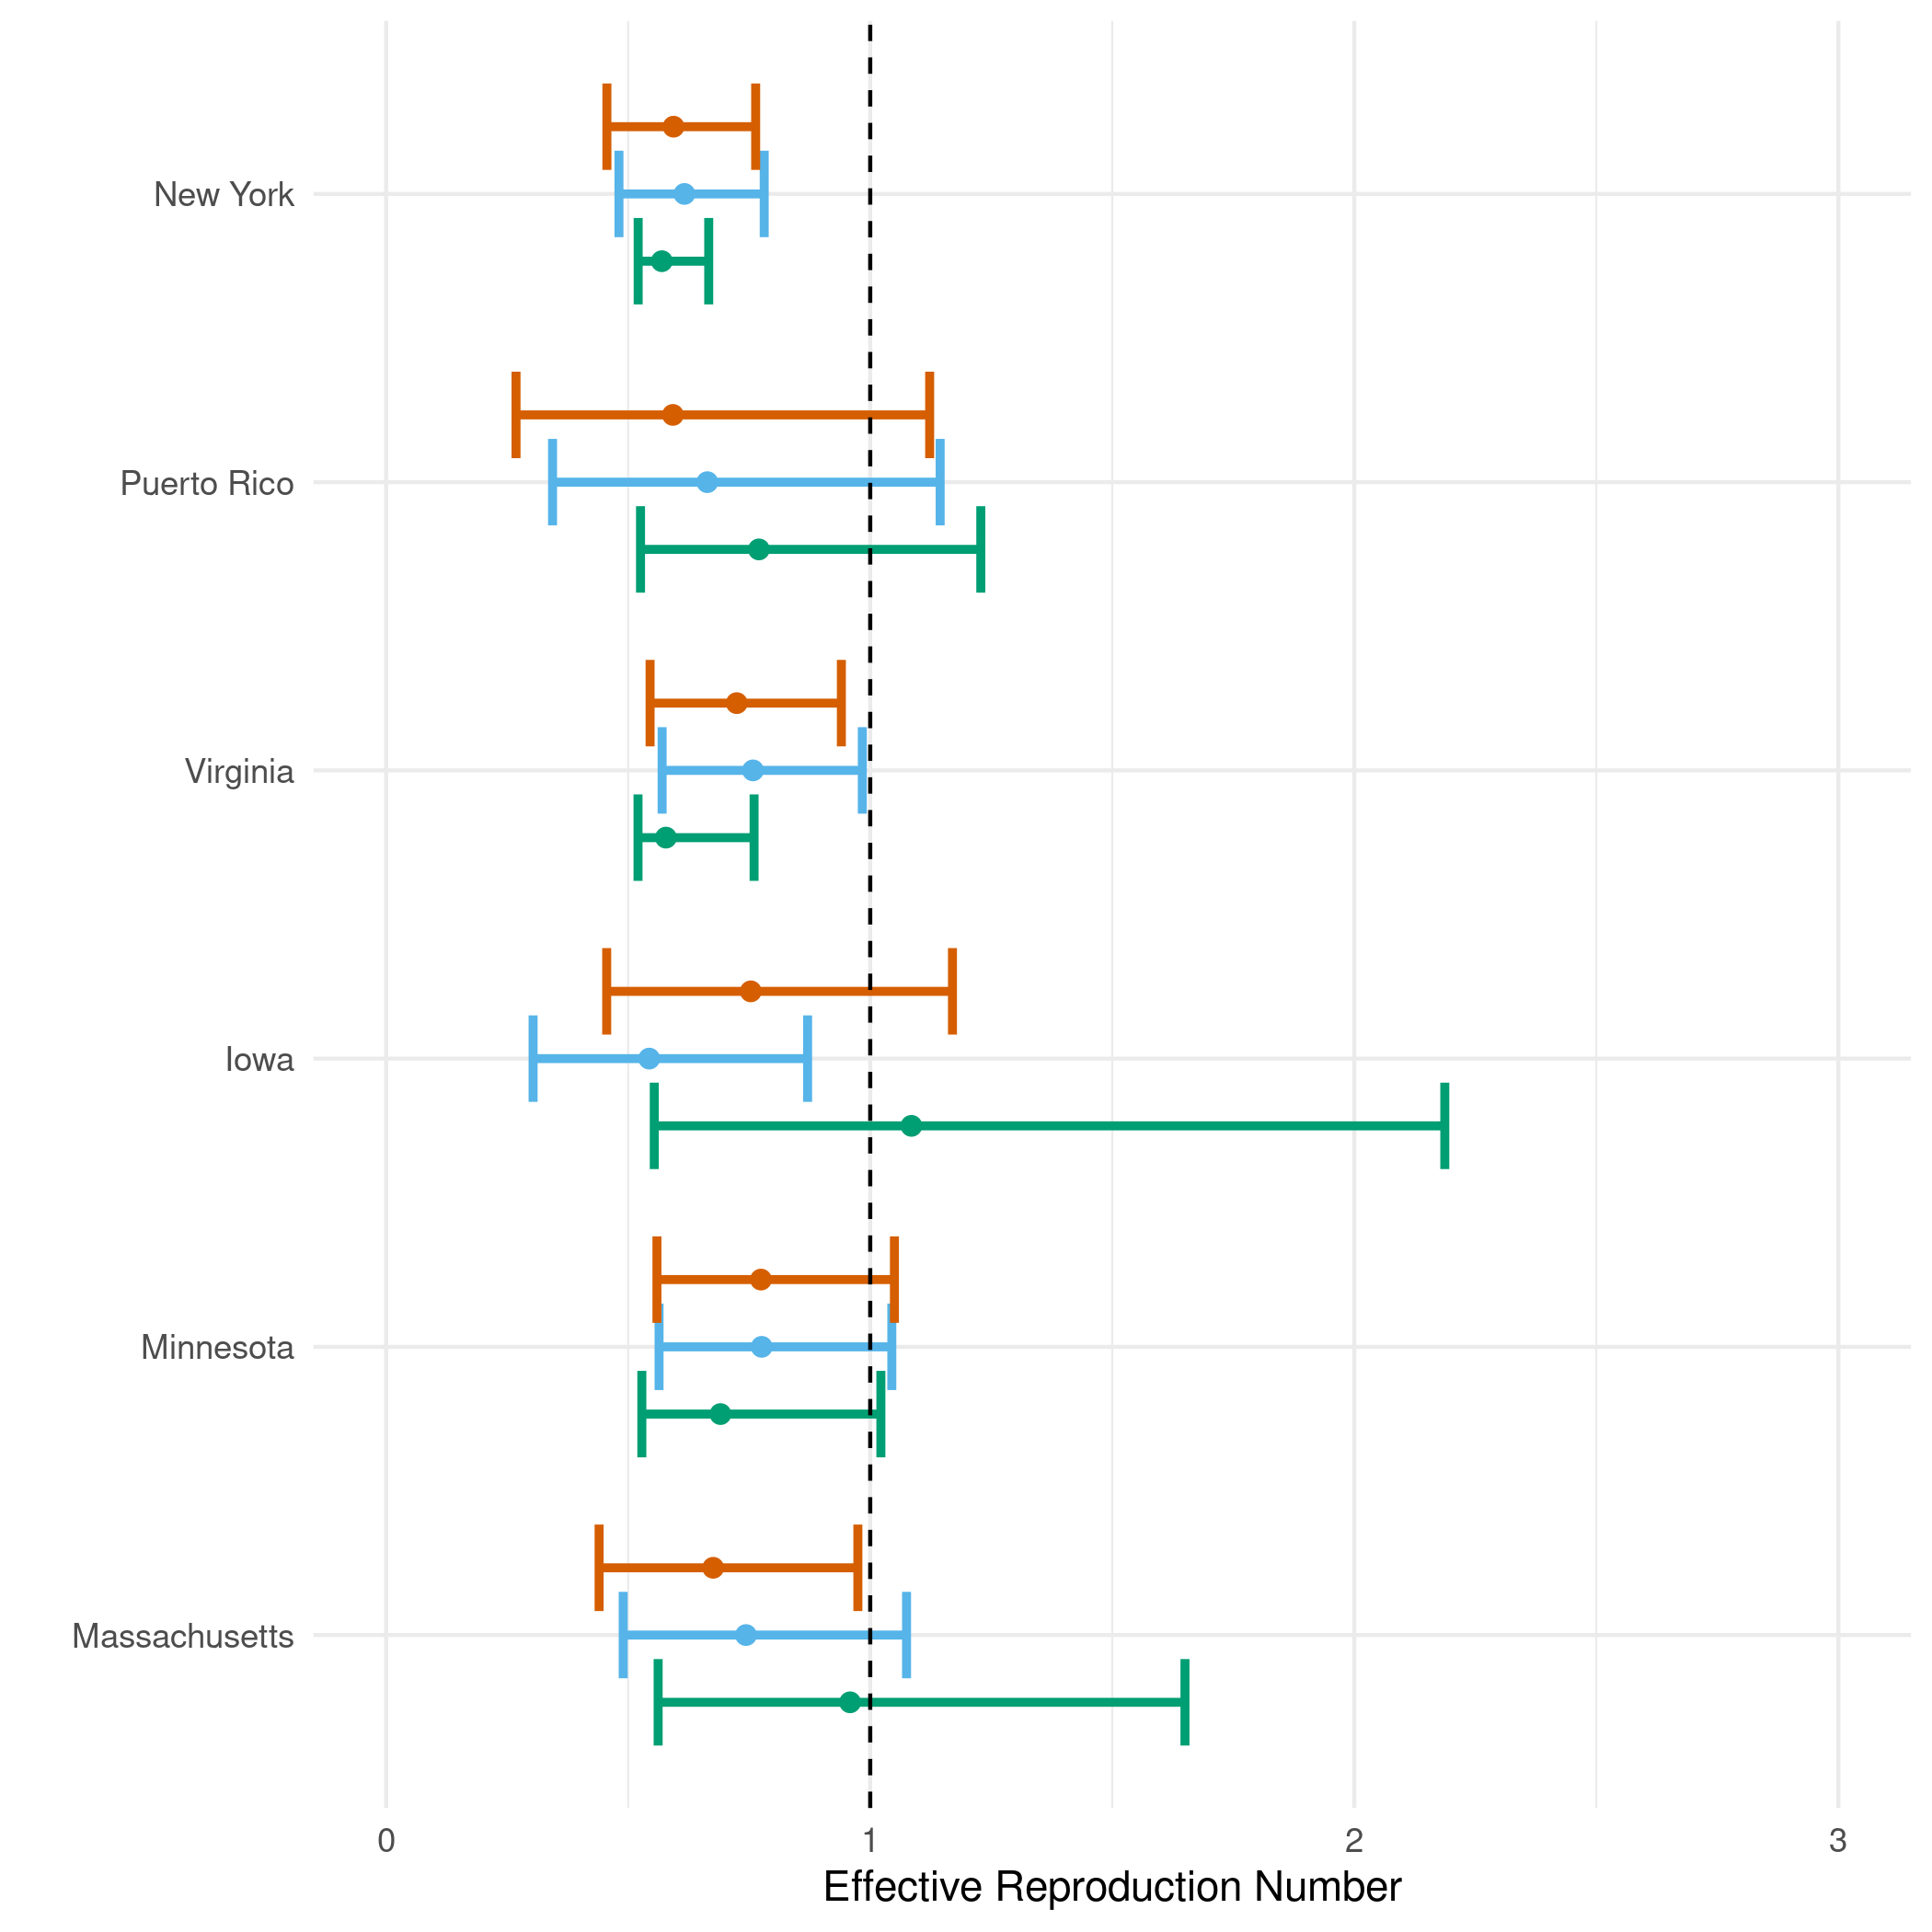 New York
Puerto Rico
Virginia
Iowa
Minnesota
Massachusetts
0 1 2 3
Effective Reproduction Number